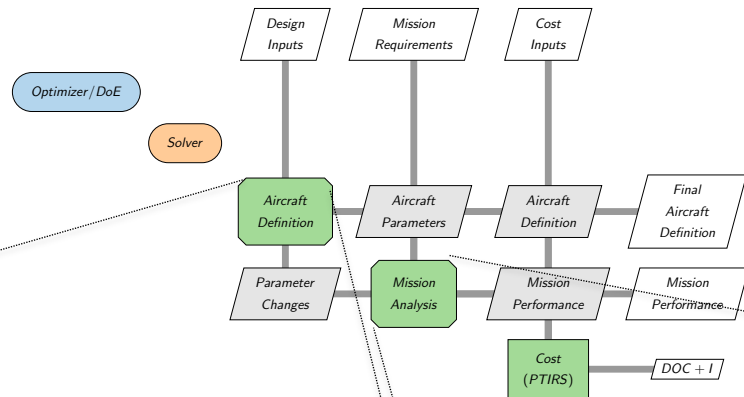 Design
Inputs
Mission
Requirements
Cost
Inputs
Optimizer/DoE
Solver
Aircraft
Definition
Aircraft
Parameters
Aircraft
Definition
Final
Aircraft
Definition
Parameter
Changes
Mission
Analysis
Mission
Performance
Mission
Performance
Cost
(PTIRS)
DOC + I